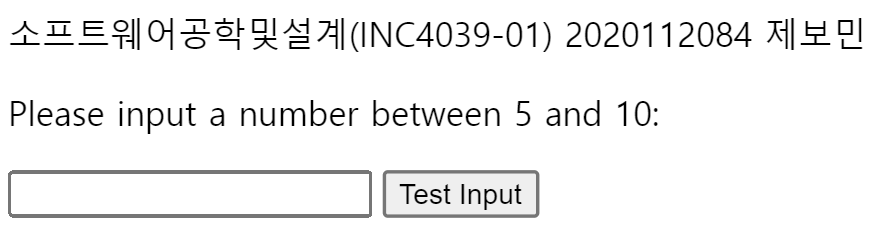 소프트웨어공학및설계(INC4039-01) 2020112084 제보민
Please input a number between 5 and 10:
Test Input